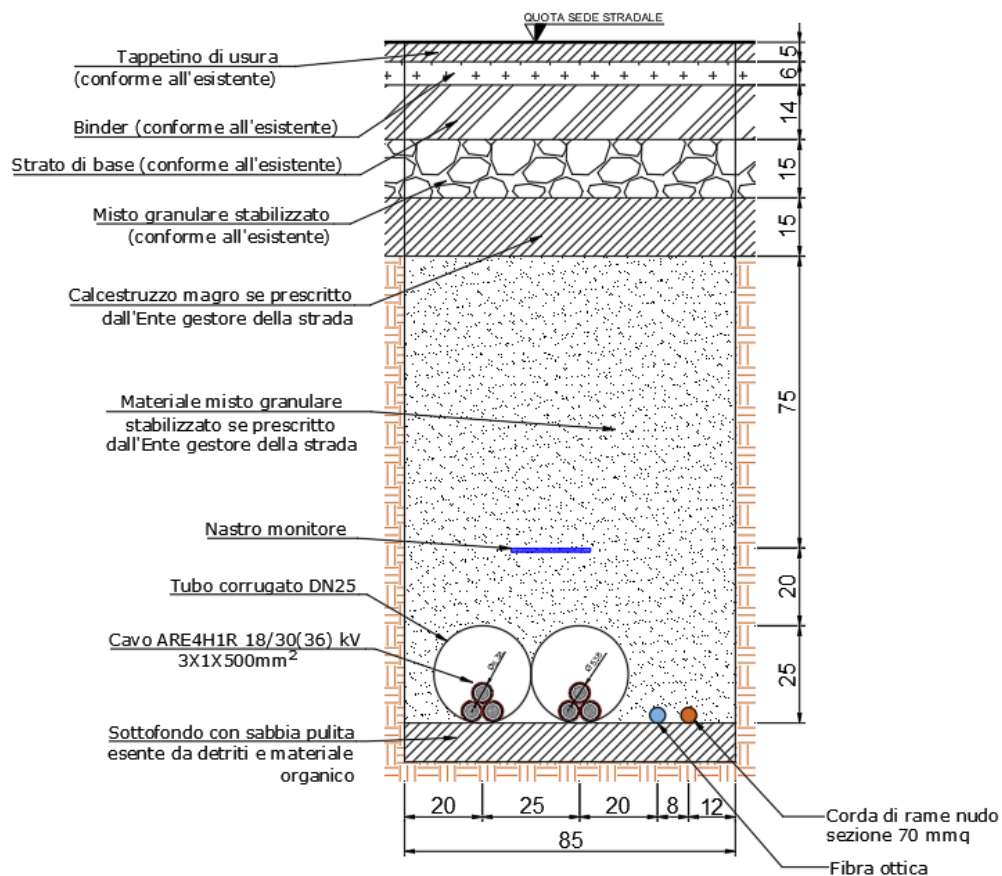 QUOTA SEDE STRADALE
Tappetino di usura
(conforme all'esistente)
Binder (conforme all'esistente)
Strato di base (conforme all'esistente)
Misto granulare stabilizzato
(conforme all'esistente)
Calcestruzzo magro se prescritto
dall'Ente gestore della strada
Materiale misto granulare
stabilizzato se prescritto
dall'Ente gestore della strada
Nastro monitore
Tubo corrugato DN25
Cavo ARE4H1R 18/30(36) kV
3X1X500mm²
Sottofondo con sabbia pulita
esente da detriti e materiale
organico
5
6
14
15
15
75
20
25
20
25
20
8
12
85
Corda di rame nudo
sezione 70 mmq
Fibra ottica